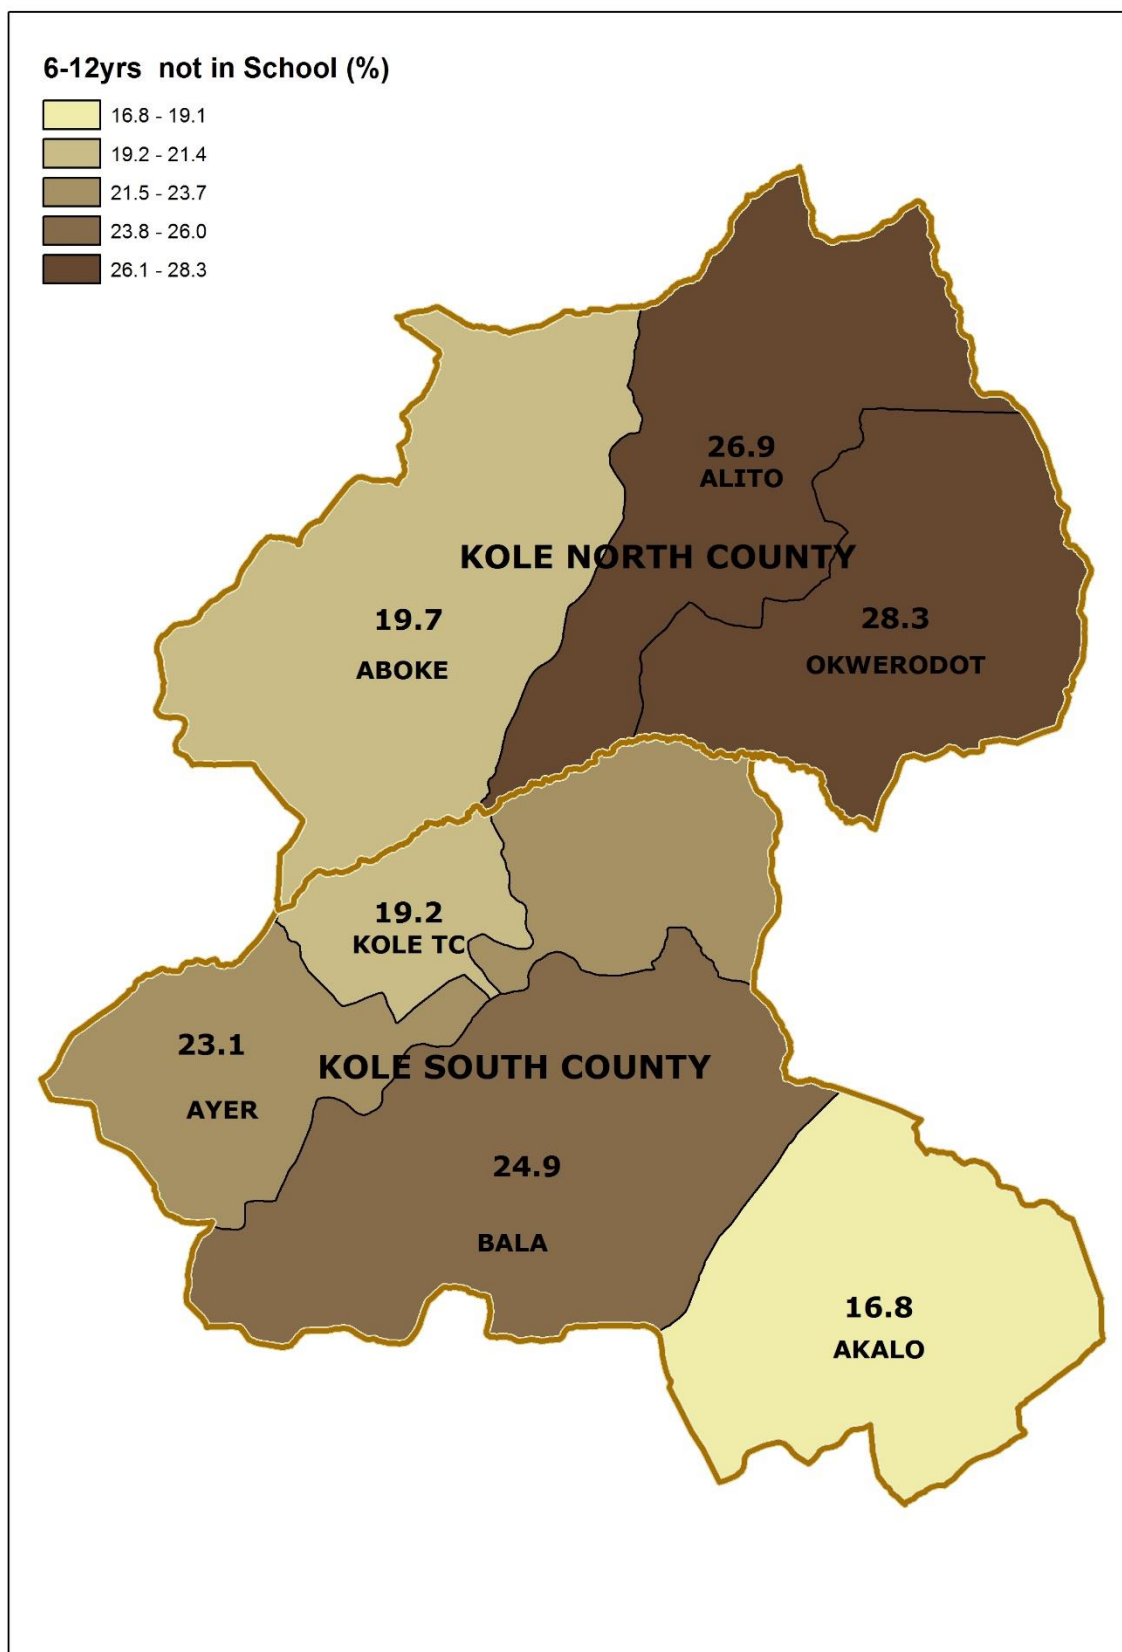 6-12yrs not in School (%)
16.8 - 19.1
19.2 - 21.4
21.5 - 23.7
23.8 - 26.0
26.1 - 28.3
26.9
ALITO
KOLE NORTH COUNTY
19.7
ABOKE
28.3
OKWERODOT
19.2
KOLE TC
23.1
AYER
KOLE SOUTH COUNTY
24.9
BALA
16.8
AKALO